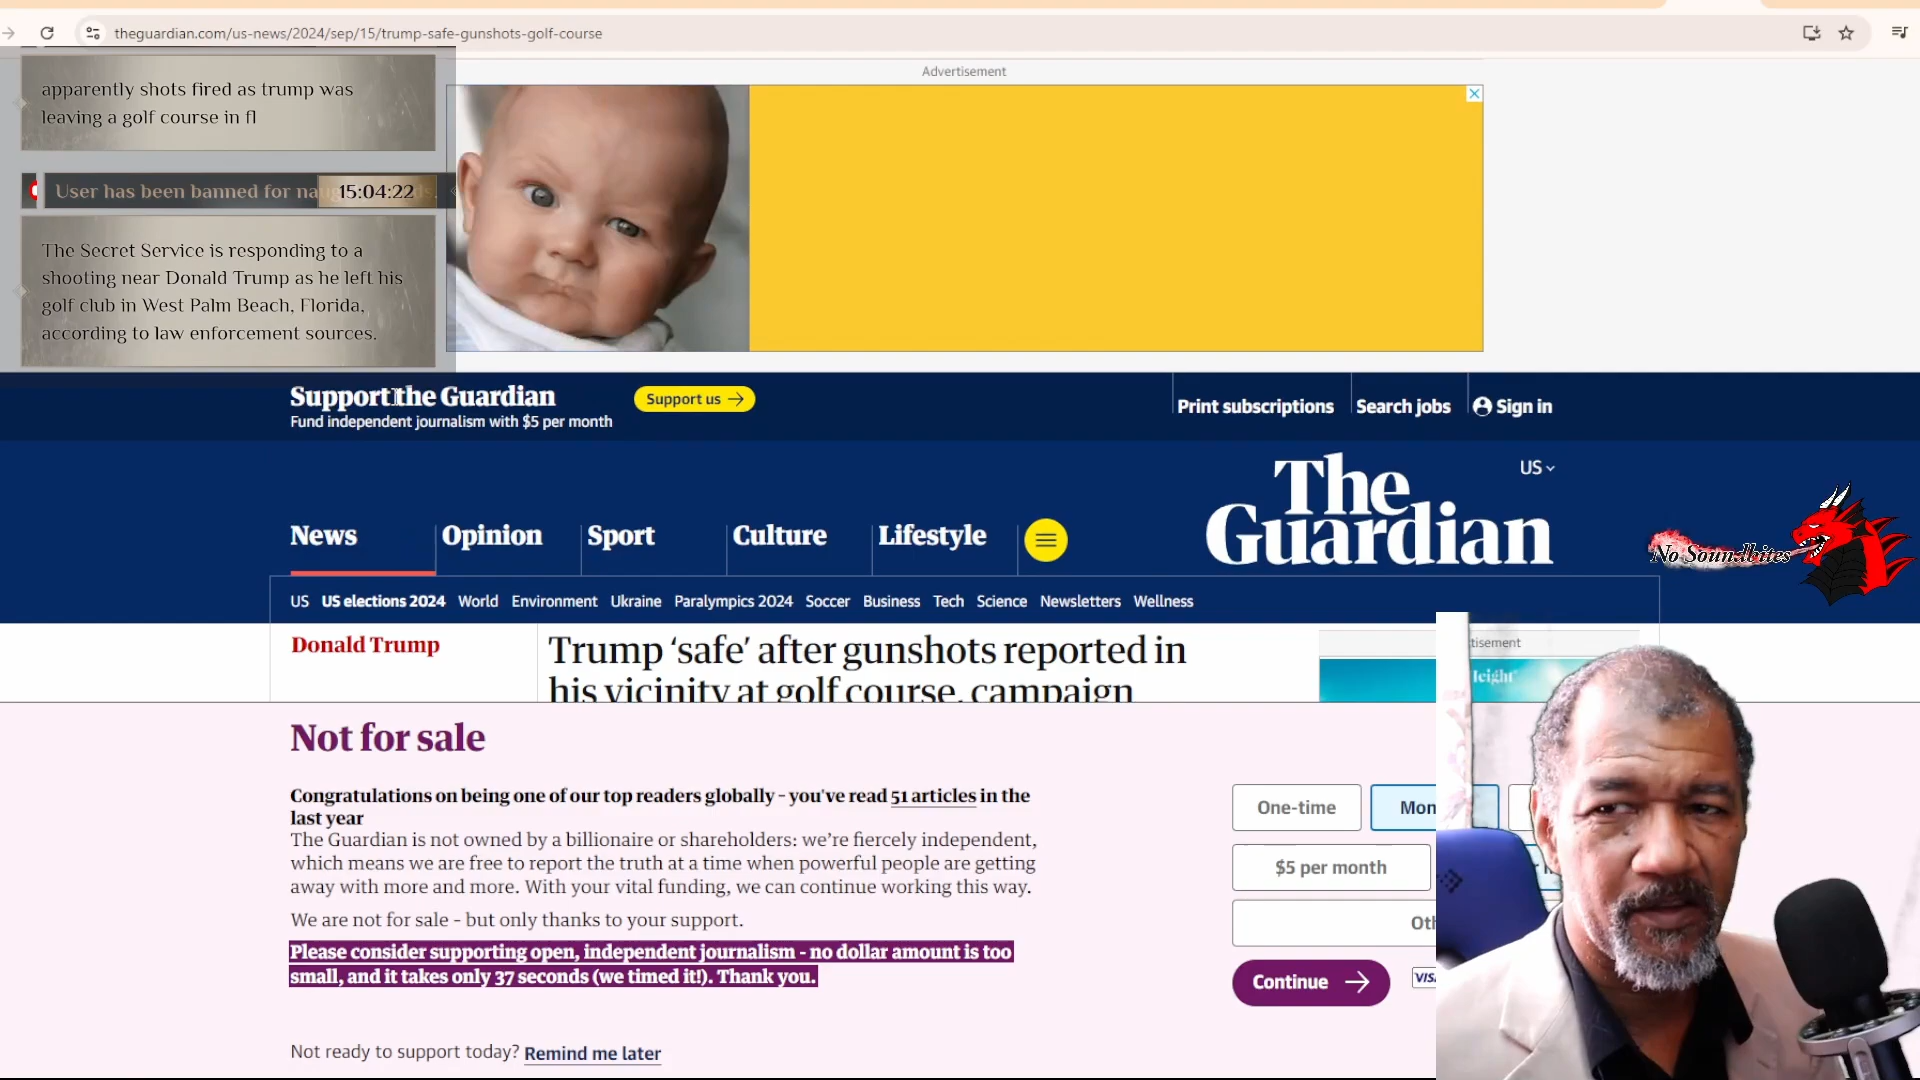 theguardian.com/us-news/2024/sep/15/trump-safe-gunshots-golf-course
apparently shots fired as trump was
leaving a golf course in fl
User has been banned for
15:04:22
The Secret Service is responding to a
shooting near Donald Trump as he left his
golf club in West Palm Beach, Florida,
according to law enforcement sources.
Advertisement
Support the Guardian
Fund independent journalism with $5 per month
Support us
Print subscriptions
Search jobs
Sign in
US
The
Guardian
News Opinion Sport Culture Lifestyle
US US elections 2024 World Environment Ukraine Paralympics 2024 Soccer Business Tech Science Newsletters Wellness
No Soundbites
Donald Trump
Trump ‘safe’ after gunshots reported in
his vicinity at golf course, campaign
Not for sale
Congratulations on being one of our top readers globally – you've read 51 articles in the
last year
The Guardian is not owned by a billionaire or shareholders: we’re fiercely independent,
which means we are free to report the truth at a time when powerful people are getting
away with more and more. With your vital funding, we can continue working this way.
We are not for sale – but only thanks to your support.
Please consider supporting open, independent journalism – no dollar amount is too
small, and it takes only 37 seconds (we timed it!). Thank you.
Not ready to support today? Remind me later
One-time
$5 per month
Continue